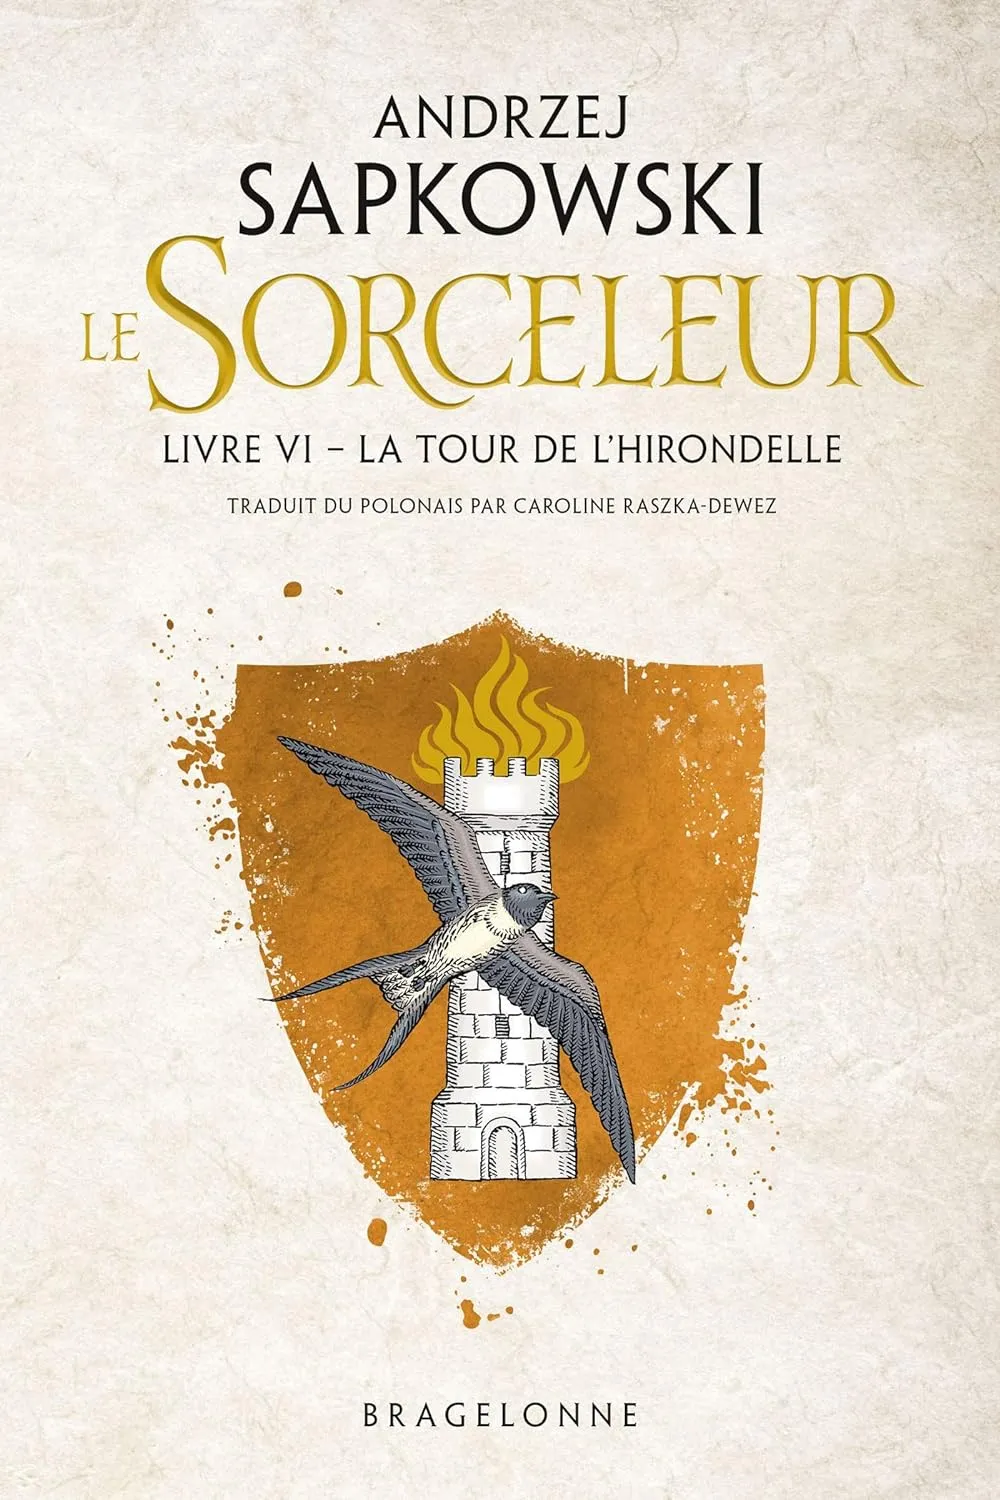 ANDRZEJ
SAPKOWSKI
LE SORCELEUR
LIVRE VI – LA TOUR DE L'HIRONDELLE
TRADUIT DU POLONAIS PAR CAROLINE RASZKA-DEWEZ
BRAGELONNE